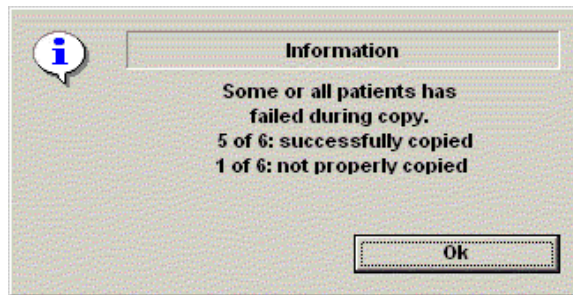 Information
Some or all patients has
failed during copy.
5 of 6: successfully copied
1 of 6: not properly copied
Ok